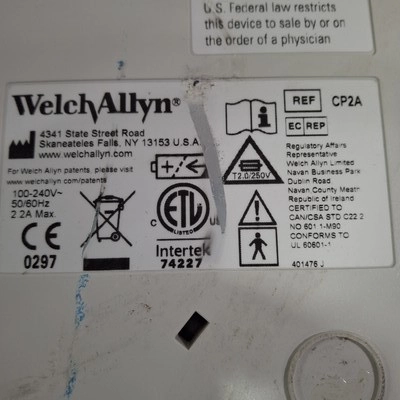 U.S. Federal law restricts
this device to sale by or on
the order of a physician
WelchAllyn®
4341 State Street Road
Skaneateles Falls, NY 13153 U.S.A.
www.welchallyn.com
For Welch Allyn patents, please visit
www.welchallyn.com/patents
100-240V~
50/60Hz
2.2A Max.
CE
0297
ETL
LISTED
C US
Intertek
74227
i
T2.0/250V
REF CP2A
EC REP
Regulatory Affairs
Representative
Welch Allyn Limited
Navan Business Park
Dublin Road
Navan, County Meath
Republic of Ireland
CERTIFIED TO
CAN/CSA STD C22.2
NO 601.1-M90
CONFORMS TO
UL 60601-1
401476 J